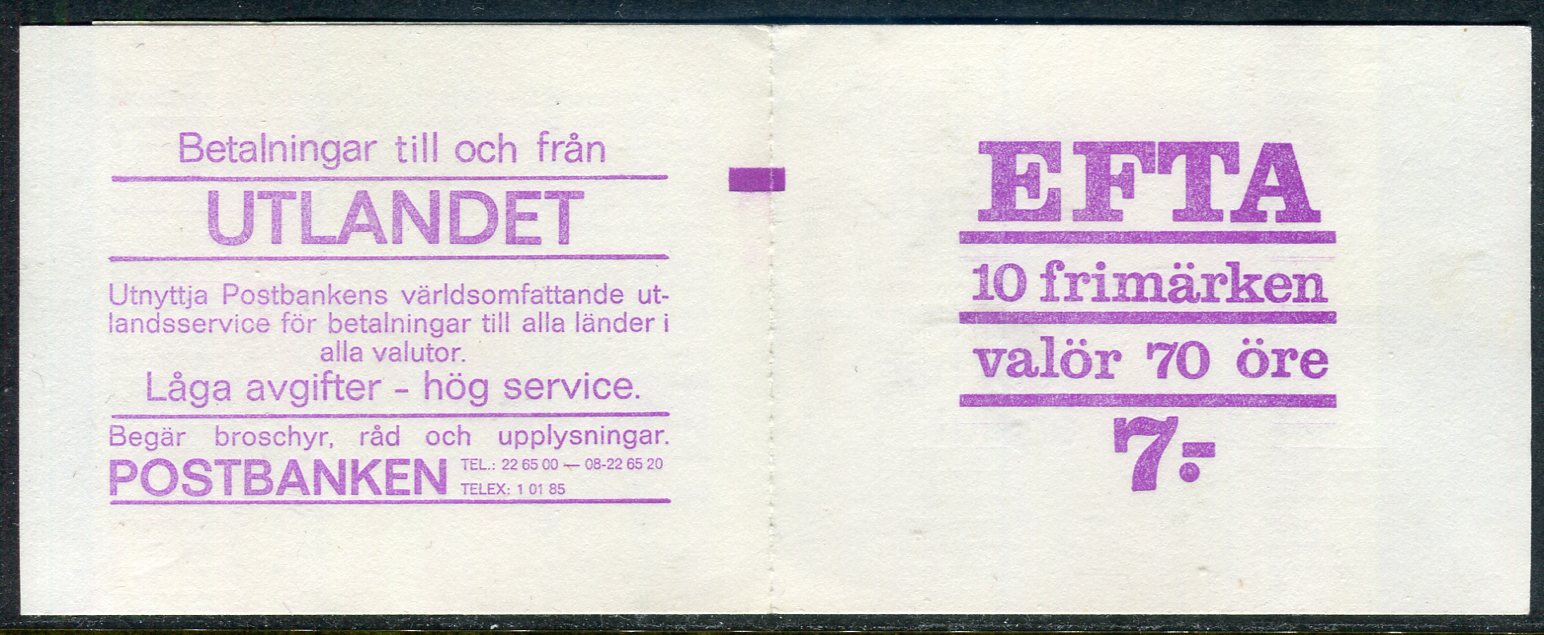 Betalningar till och från
UTLANDET
Utnyttja Postbankens världsomfattande ut-
landsservice för betalningar till alla länder i
alla valutor.
Låga avgifter – hög service.
Begär broschyr, råd och upplysningar.
POSTBANKEN TEL.: 22 65 00 — 08-22 65 20
TELEX: 1 01 85
EFTA
10 frimärken
valör 70 öre
7:-